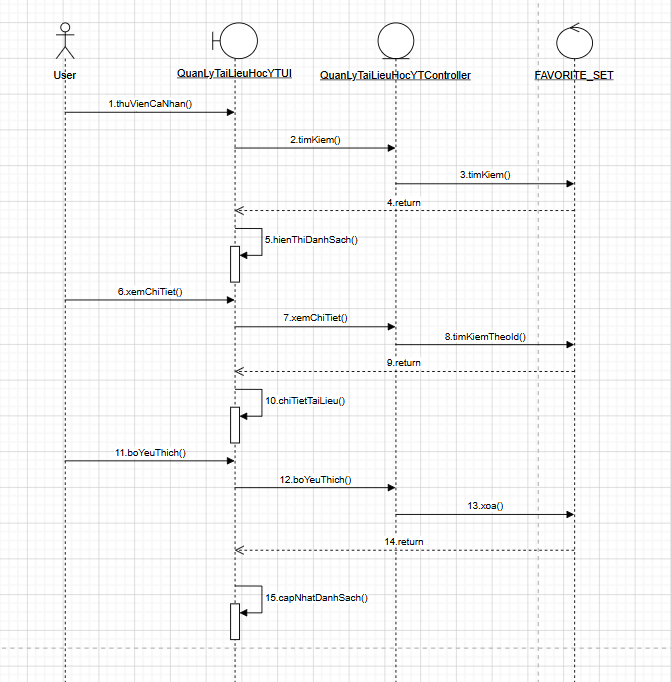 User
QuanLyTaiLieuHocYTUI
QuanLyTaiLieuHocYTController
FAVORITE_SET
1.thuVienCaNhan()
2.timKiem()
3.timKiem()
4.return
5.hienThiDanhSach()
6.xemChiTiet()
7.xemChiTiet()
8.timKiemTheoId()
9.return
10.chiTietTaiLieu()
11.boYeuThich()
12.boYeuThich()
13.xoa()
14.return
15.capNhatDanhSach()